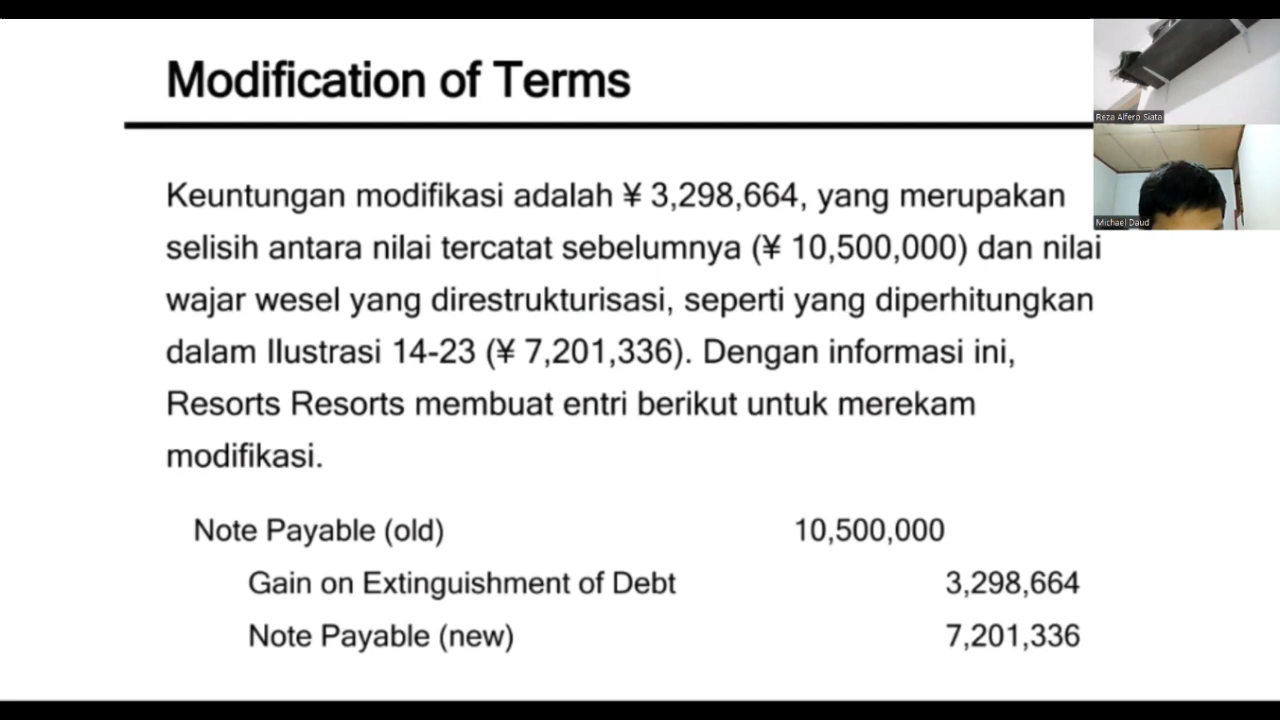 Modification of Terms
Keuntungan modifikasi adalah ¥ 3,298,664, yang merupakan
selisih antara nilai tercatat sebelumnya (¥ 10,500,000) dan nilai
wajar wesel yang direstrukturisasi, seperti yang diperhitungkan
dalam Ilustrasi 14-23 (¥ 7,201,336). Dengan informasi ini,
Resorts Resorts membuat entri berikut untuk merekam
modifikasi.
Note Payable (old) 10,500,000
Gain on Extinguishment of Debt 3,298,664
Note Payable (new) 7,201,336
Reza Alfero Siata
Michael Daud